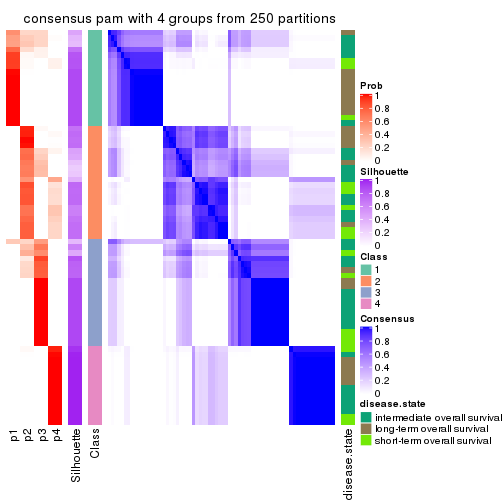 consensus pam with 4 groups from 250 partitions
Prob
1
0.8
0.6
0.4
0.2
0
Silhouette
1
0.8
0.6
0.4
0.2
0
Class
1
2
3
4
Consensus
1
0.8
0.6
0.4
0.2
0
disease.state
intermediate overall survival
long-term overall survival
short-term overall survival
p1
p2
p3
p4
Silhouette
Class
disease.state